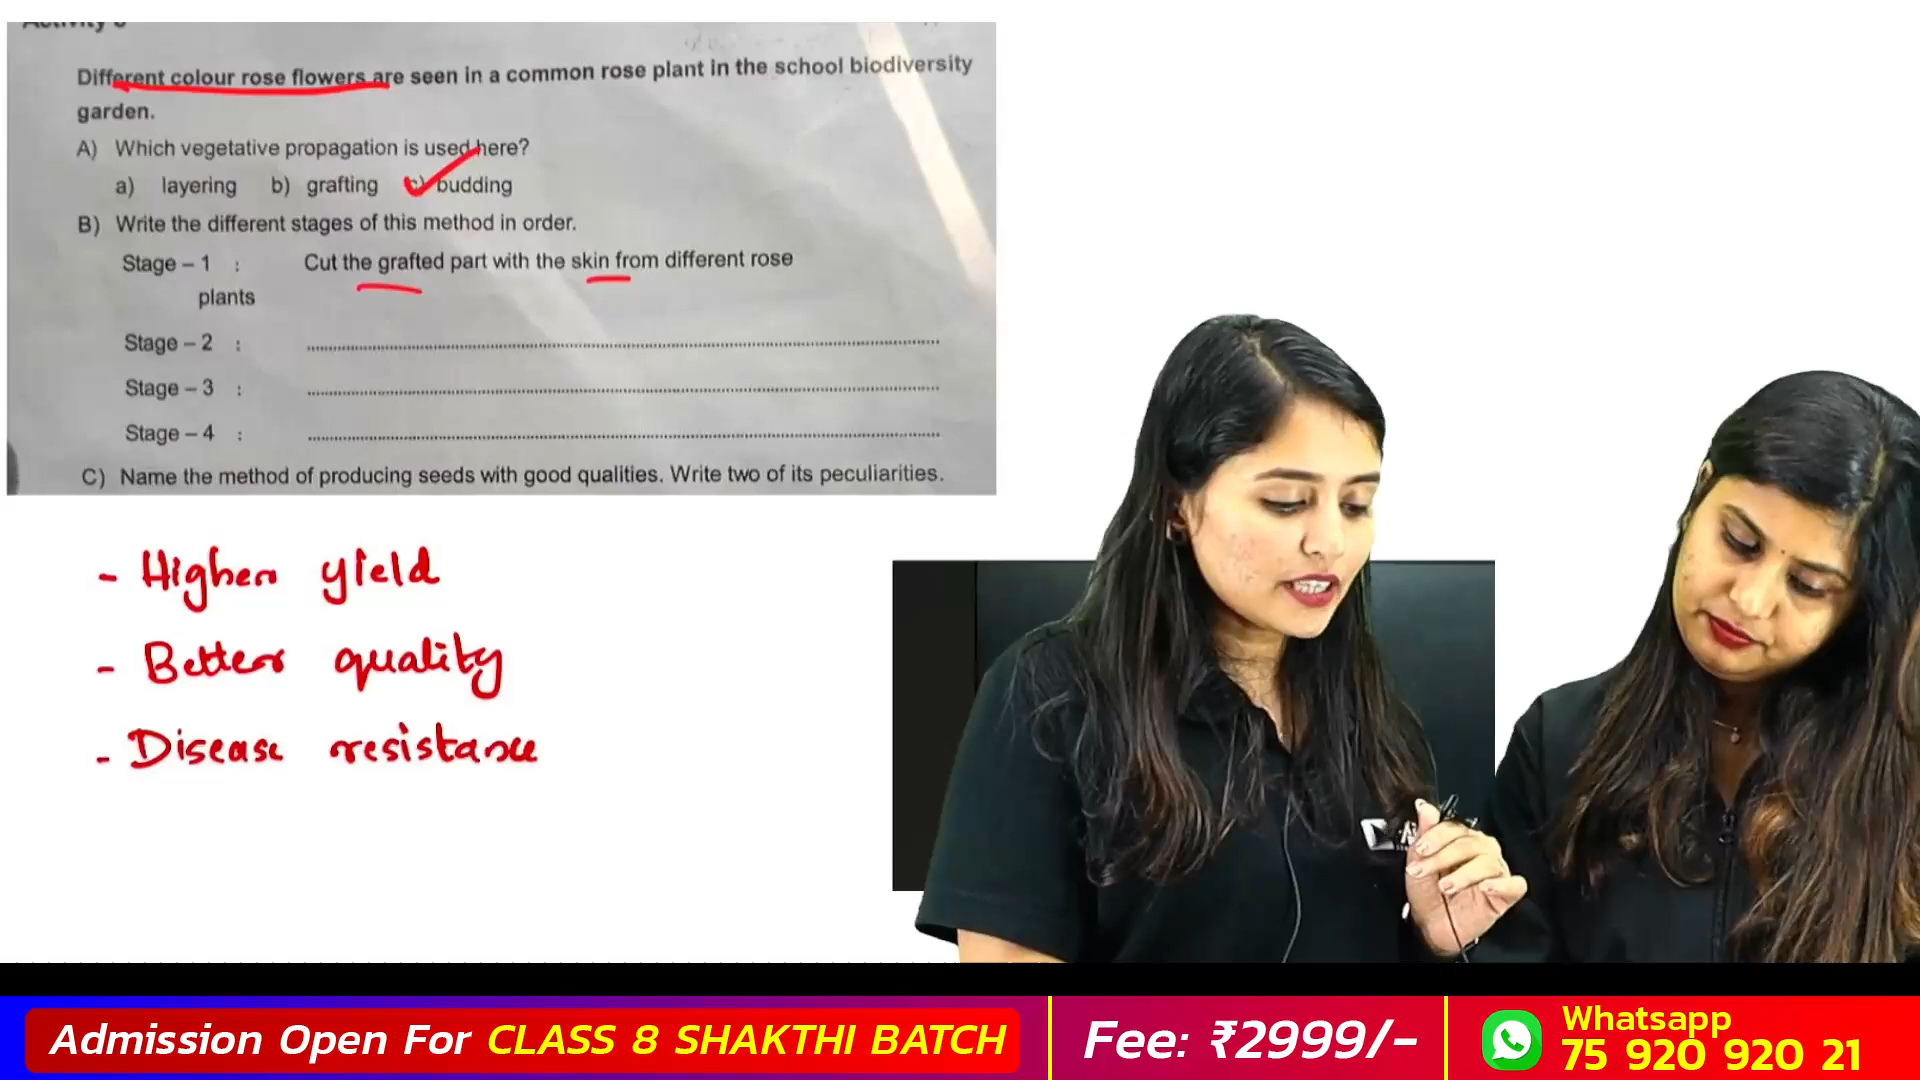 Different colour rose flowers are seen in a common rose plant in the school biodiversity
garden.
A) Which vegetative propagation is used here?
a) layering b) grafting c) budding
B) Write the different stages of this method in order.
Stage – 1 : Cut the grafted part with the skin from different rose
plants
Stage – 2 :
Stage – 3 :
Stage – 4 :
C) Name the method of producing seeds with good qualities. Write two of its peculiarities.
- Higher yield
- Better quality
- Disease resistance
Admission Open For CLASS 8 SHAKTHI BATCH
Fee: ₹2999/-
Whatsapp
75 920 920 21